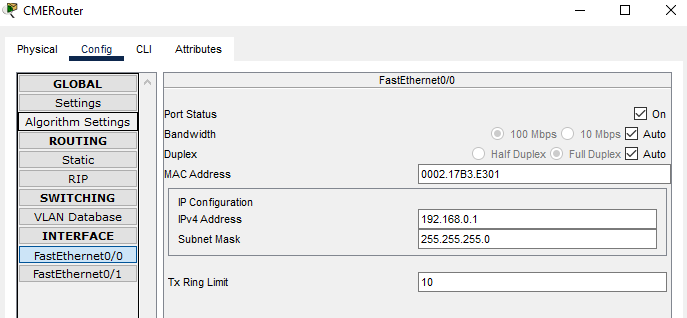 CMERouter
Physical Config CLI Attributes
GLOBAL
Settings
Algorithm Settings
ROUTING
Static
RIP
SWITCHING
VLAN Database
INTERFACE
FastEthernet0/0
FastEthernet0/1
FastEthernet0/0
Port Status On
Bandwidth 100 Mbps 10 Mbps Auto
Duplex Half Duplex Full Duplex Auto
MAC Address 0002.17B3.E301
IP Configuration
IPv4 Address 192.168.0.1
Subnet Mask 255.255.255.0
Tx Ring Limit 10